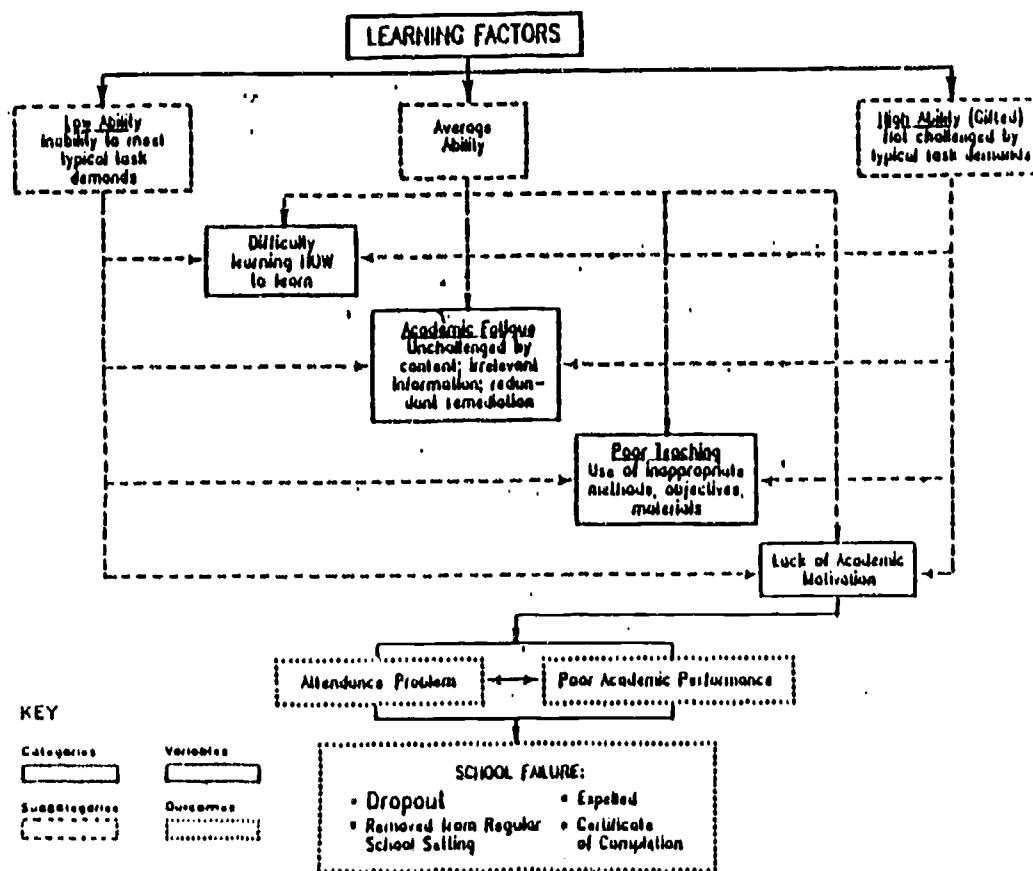 LEARNING FACTORS
Low Ability
Inability to meet
typical task
demands
Average
Ability
High Ability (Gifted)
Not challenged by
typical task demands
Difficulty
learning HOW
to learn
Academic Fatigue
Unchallenged by
content; irrelevant
information; redun-
dant remediation
Poor Teaching
Use of inappropriate
methods, objectives,
materials
Lack of Academic
Motivation
Attendance Problem
Poor Academic Performance
KEY
Categories
Variables
Subcategories
Outcomes
SCHOOL FAILURE:
• Dropout
• Removed from Regular
School Setting
• Expelled
• Certificate
of Completion